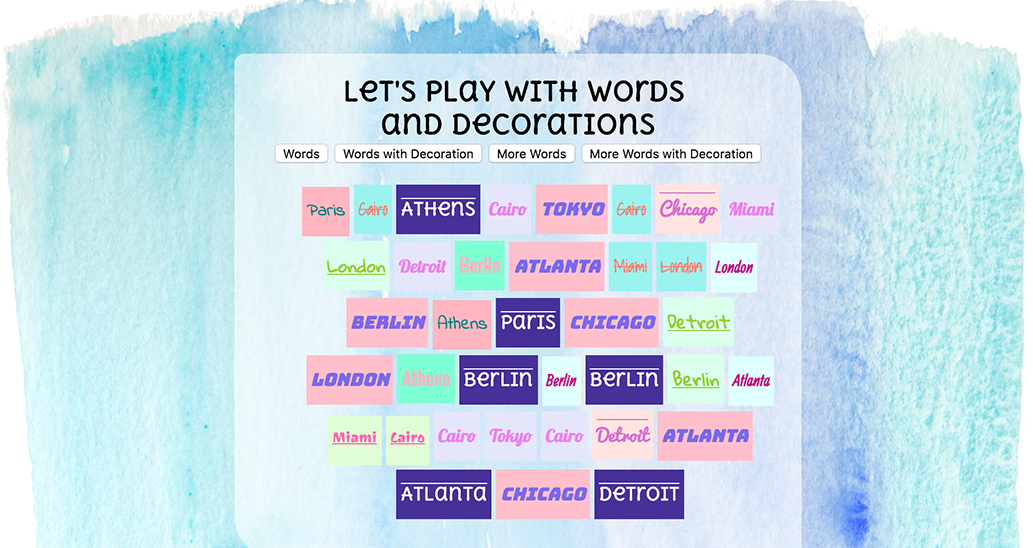 Let's Play with Words
and Decorations
Words Words with Decoration More Words More Words with Decoration
Paris Cairo Athens Cairo TOKYO Cairo Chicago Miami
London Detroit Berlin ATLANTA Miami London London
BERLIN Athens Paris CHICAGO Detroit
LONDON Athens Berlin Berlin Berlin Berlin Atlanta
Miami Cairo Cairo Tokyo Cairo Detroit ATLANTA
Atlanta CHICAGO Detroit